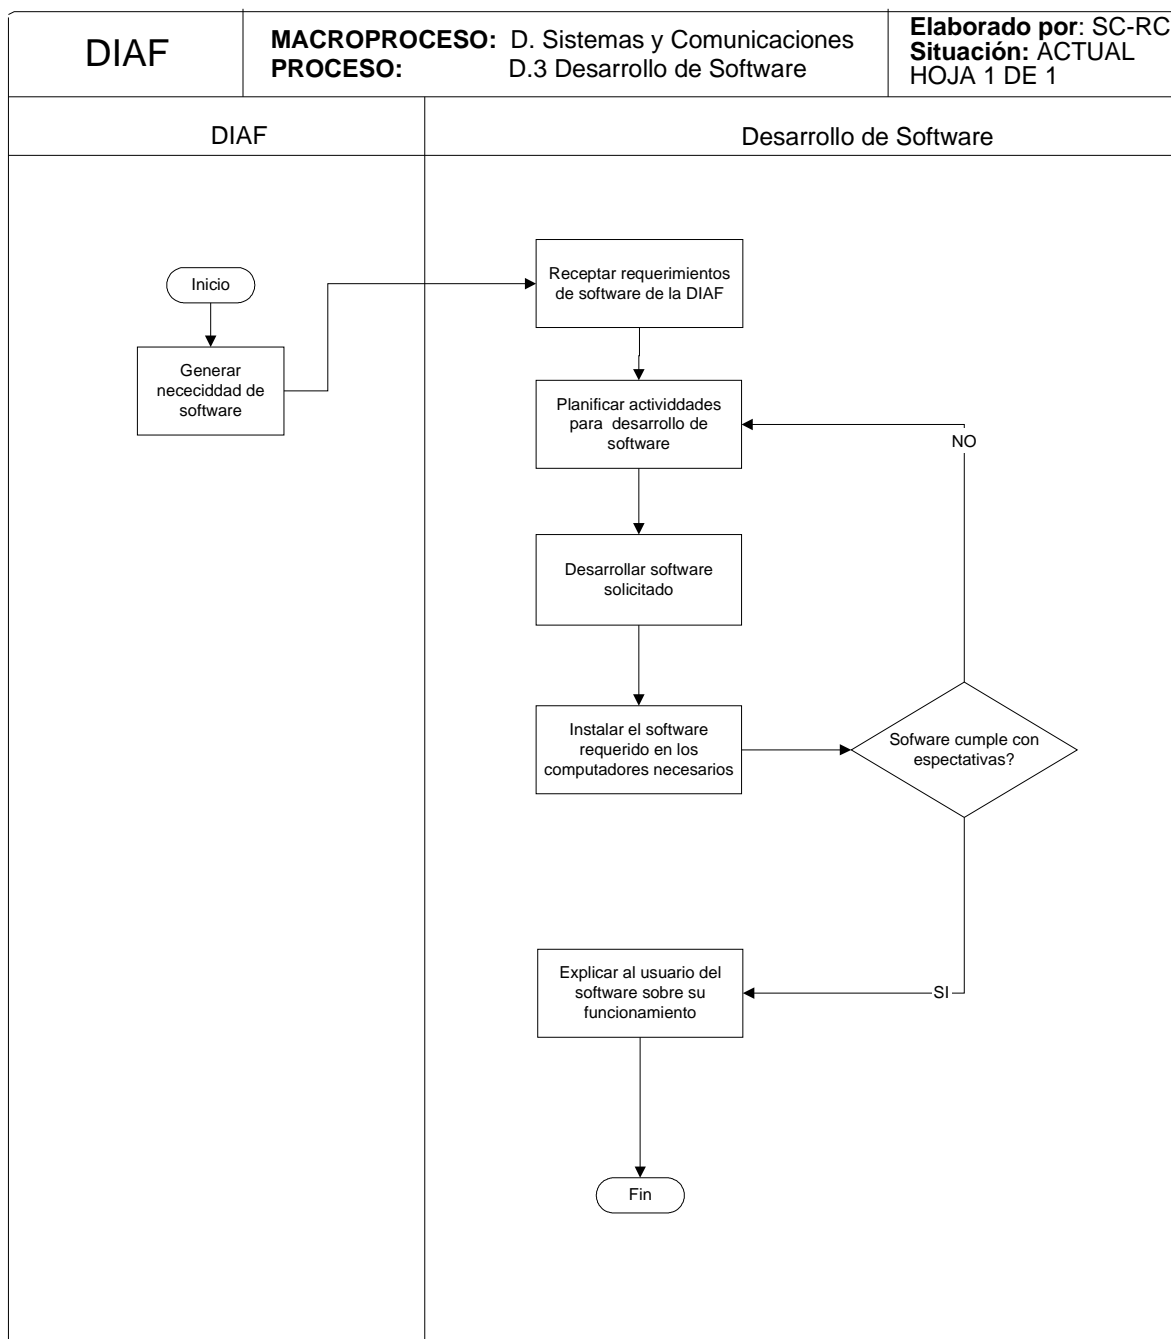 DIAF
MACROPROCESO: D. Sistemas y Comunicaciones
PROCESO: D.3 Desarrollo de Software
Elaborado por: SC-RC
Situación: ACTUAL
HOJA 1 DE 1
DIAF
Desarrollo de Software
Inicio
Generar
nececiddad de
software
Receptar requerimientos
de software de la DIAF
Planificar actividdades
para desarrollo de
software
NO
Desarrollar software
solicitado
Instalar el software
requerido en los
computadores necesarios
Sofware cumple con
espectativas?
SI
Explicar al usuario del
software sobre su
funcionamiento
Fin